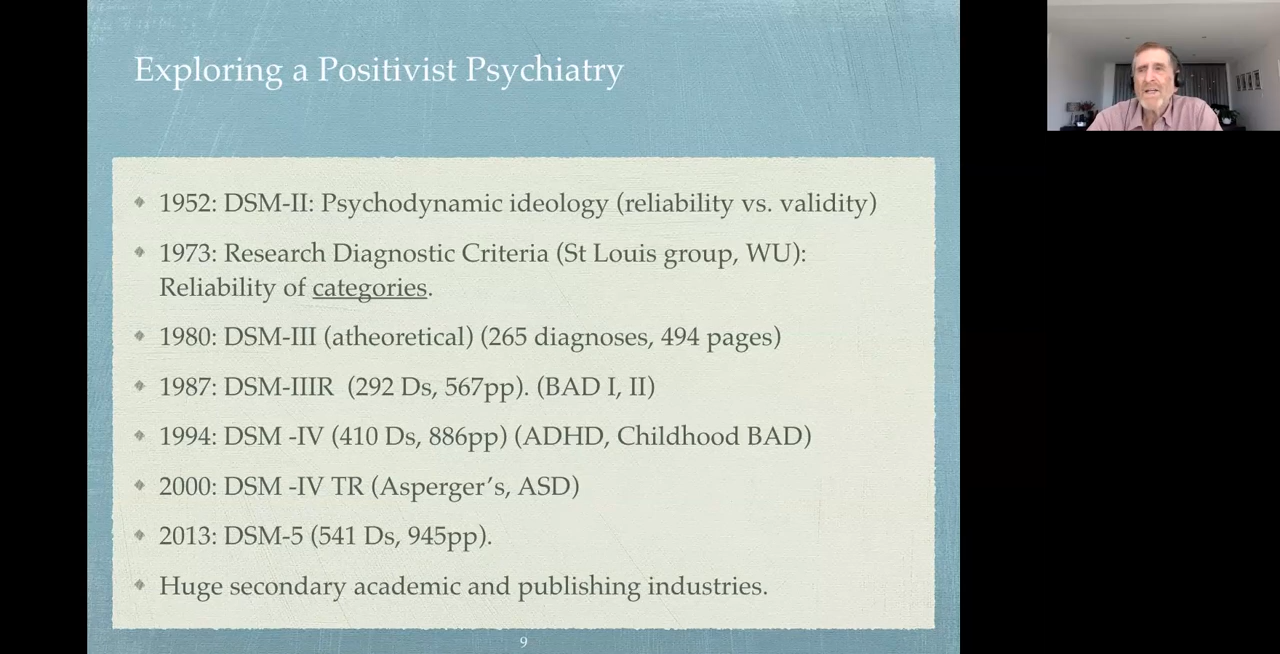 Exploring a Positivist Psychiatry
1952: DSM-II: Psychodynamic ideology (reliability vs. validity)
1973: Research Diagnostic Criteria (St Louis group, WU):
Reliability of categories.
1980: DSM-III (atheoretical) (265 diagnoses, 494 pages)
1987: DSM-IIIR (292 Ds, 567pp). (BAD I, II)
1994: DSM -IV (410 Ds, 886pp) (ADHD, Childhood BAD)
2000: DSM -IV TR (Asperger’s, ASD)
2013: DSM-5 (541 Ds, 945pp).
Huge secondary academic and publishing industries.
9